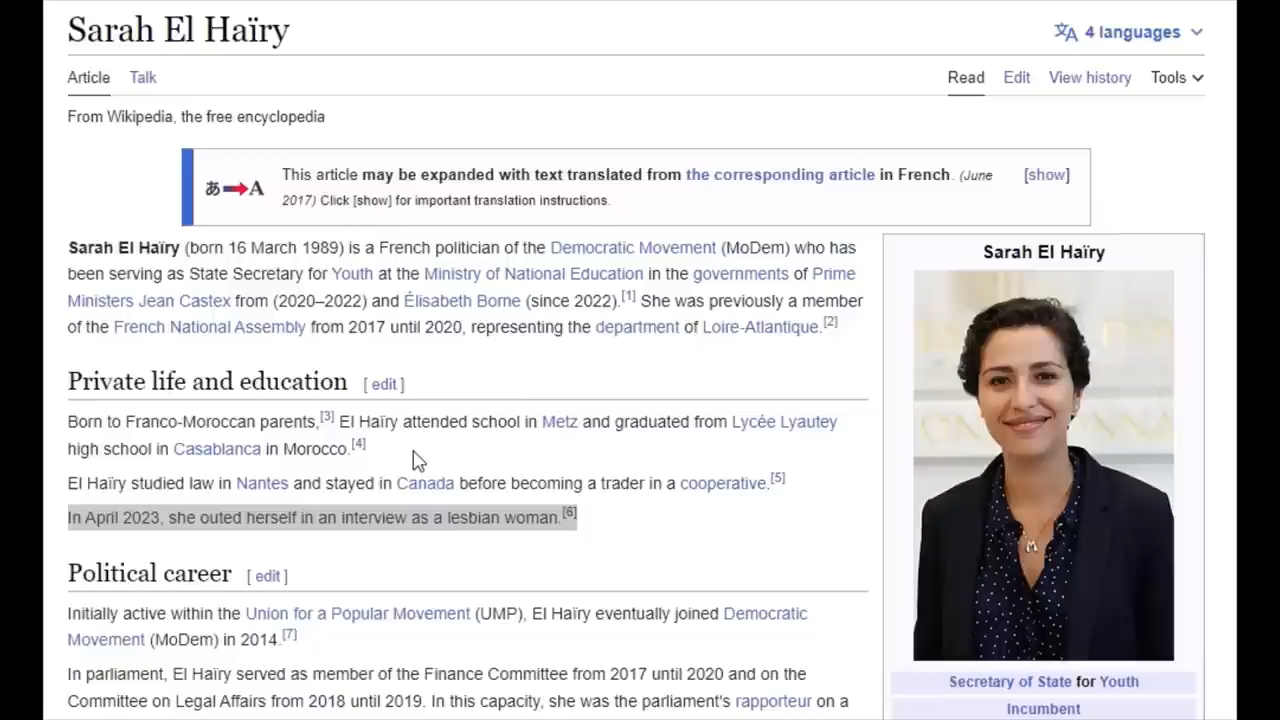 Sarah El Haïry
4 languages
Article Talk
Read Edit View history Tools
From Wikipedia, the free encyclopedia
あ A
This article may be expanded with text translated from the corresponding article in French. (June
2017) Click [show] for important translation instructions.
[show]
Sarah El Haïry (born 16 March 1989) is a French politician of the Democratic Movement (MoDem) who has
been serving as State Secretary for Youth at the Ministry of National Education in the governments of Prime
Ministers Jean Castex from (2020–2022) and Élisabeth Borne (since 2022).[1] She was previously a member
of the French National Assembly from 2017 until 2020, representing the department of Loire-Atlantique.[2]
Private life and education [ edit ]
Born to Franco-Moroccan parents,[3] El Haïry attended school in Metz and graduated from Lycée Lyautey
high school in Casablanca in Morocco.[4]
El Haïry studied law in Nantes and stayed in Canada before becoming a trader in a cooperative.[5]
In April 2023, she outed herself in an interview as a lesbian woman.[6]
Political career [ edit ]
Initially active within the Union for a Popular Movement (UMP), El Haïry eventually joined Democratic
Movement (MoDem) in 2014.[7]
In parliament, El Haïry served as member of the Finance Committee from 2017 until 2020 and on the
Committee on Legal Affairs from 2018 until 2019. In this capacity, she was the parliament's rapporteur on a
Sarah El Haïry
Secretary of State for Youth
Incumbent